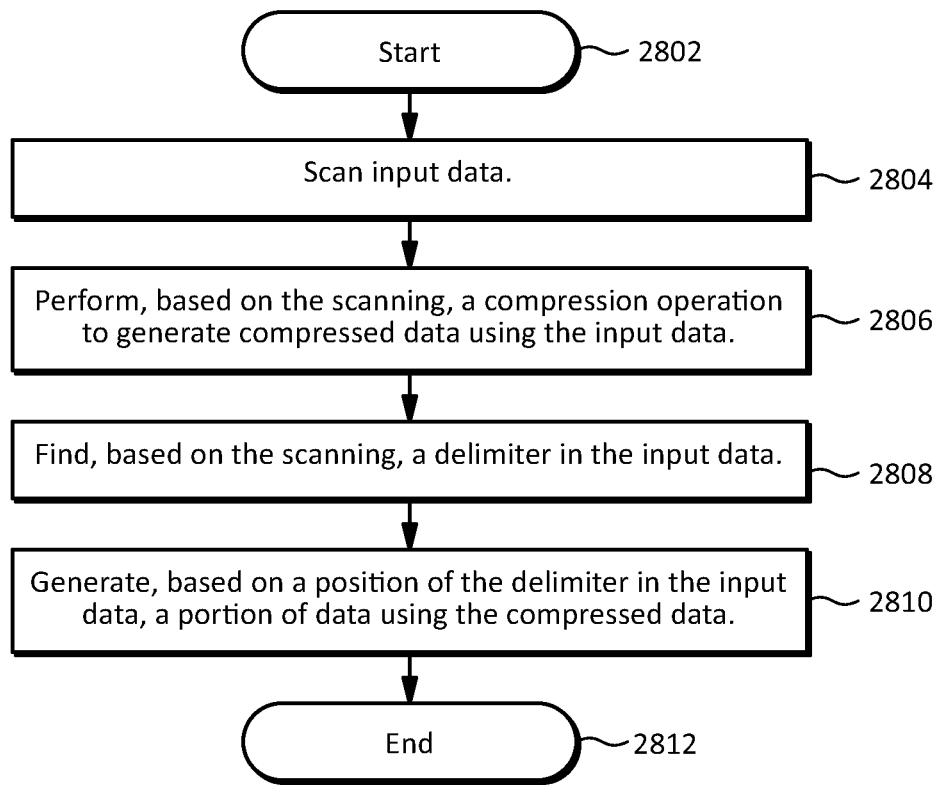 Start
2802
Scan input data.
2804
Perform, based on the scanning, a compression operation
to generate compressed data using the input data.
2806
Find, based on the scanning, a delimiter in the input data.
2808
Generate, based on a position of the delimiter in the input
data, a portion of data using the compressed data.
2810
End
2812